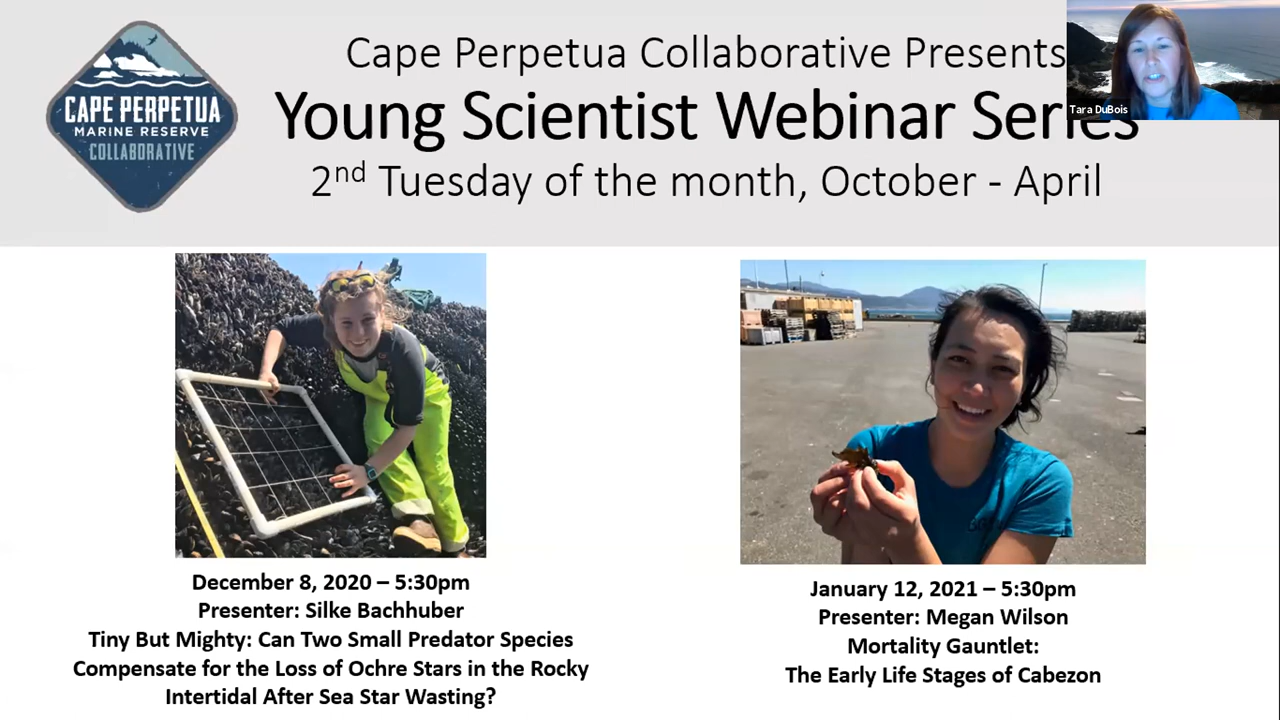 CAPE PERPETUA
MARINE RESERVE
COLLABORATIVE
Cape Perpetua Collaborative Presents
Young Scientist Webinar Series
2nd Tuesday of the month, October - April
Tara DuBois
December 8, 2020 – 5:30pm
Presenter: Silke Bachhuber
Tiny But Mighty: Can Two Small Predator Species
Compensate for the Loss of Ochre Stars in the Rocky
Intertidal After Sea Star Wasting?
January 12, 2021 – 5:30pm
Presenter: Megan Wilson
Mortality Gauntlet:
The Early Life Stages of Cabezon